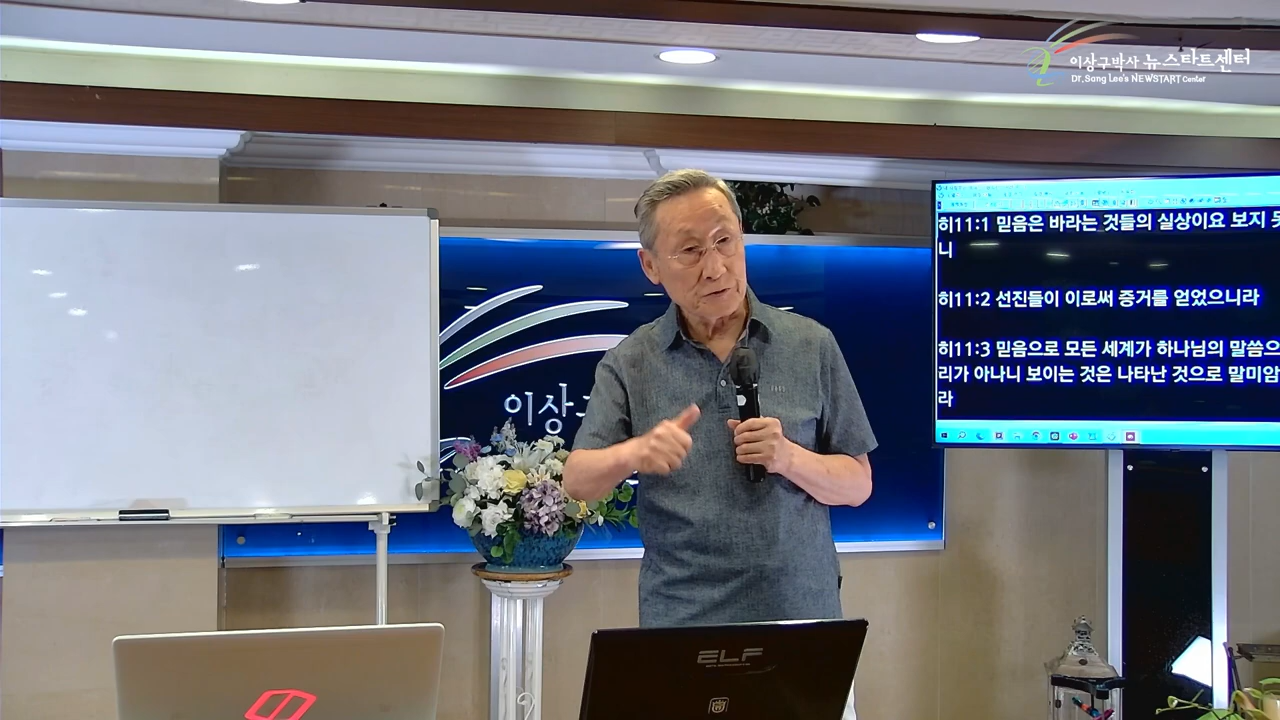 이상구박사 뉴스타트센터
Dr. Sang Lee's NEWSTART Center
히11:1 믿음은 바라는 것들의 실상이요 보지
니
히11:2 선진들이 이로써 증거를 얻었으니라
히11:3 믿음으로 모든 세계가 하나님의 말씀으
리가 아나니 보이는 것은 나타난 것으로 말미암
라
이상
ELF